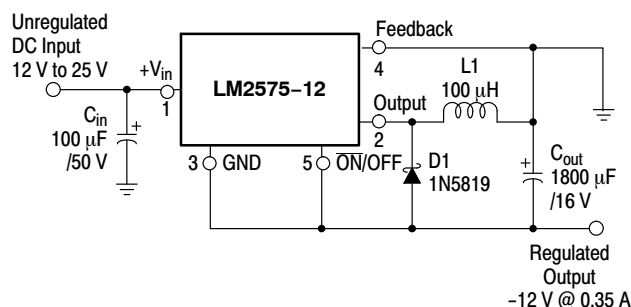 Unregulated
DC Input
12 V to 25 V
+Vin
1
Cin
100 μF
/50 V
+
LM2575–12
Feedback
4
Output
2
3 GND
5 ON/OFF
L1
100 μH
D1
1N5819
+
Cout
1800 μF
/16 V
Regulated
Output
–12 V @ 0.35 A